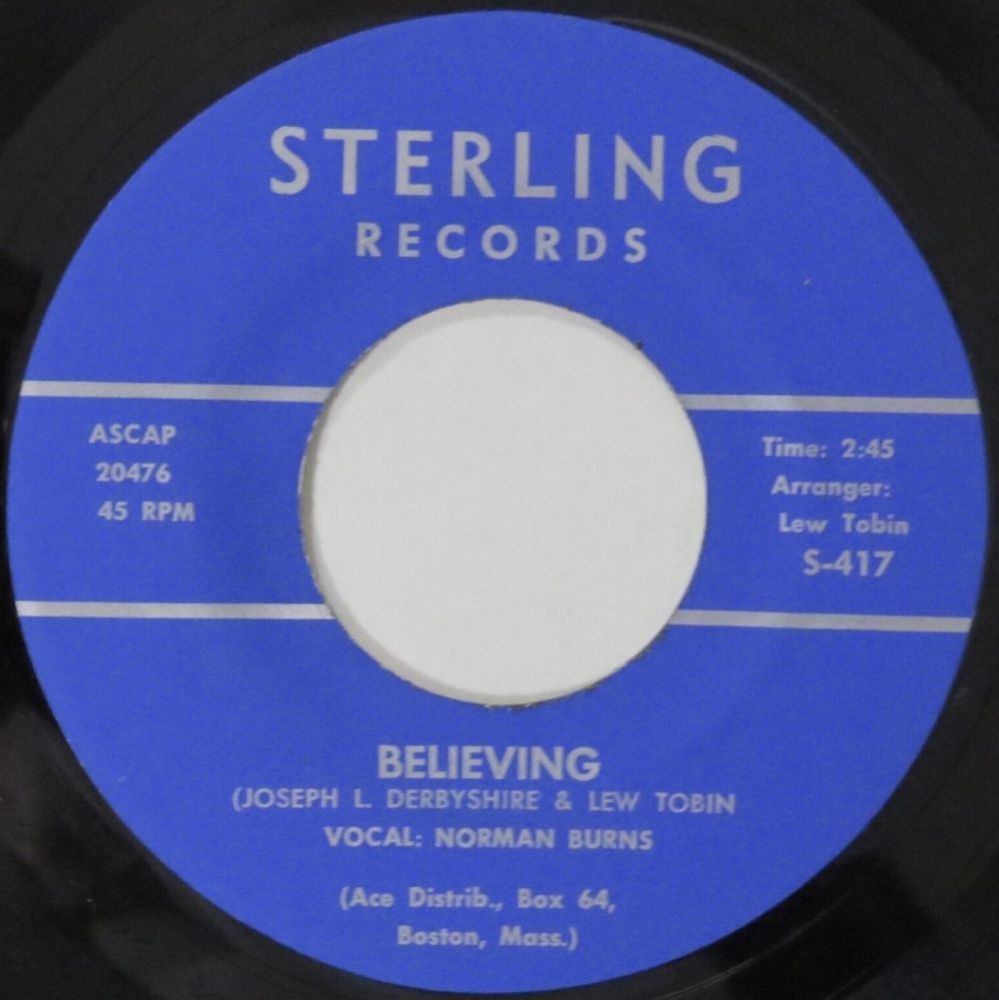 STERLING
RECORDS
ASCAP
20476
45 RPM
Time: 2:45
Arranger:
Lew Tobin
S-417
BELIEVING
(JOSEPH L. DERBYSHIRE & LEW TOBIN
VOCAL: NORMAN BURNS
(Ace Distrib., Box 64,
Boston, Mass.)